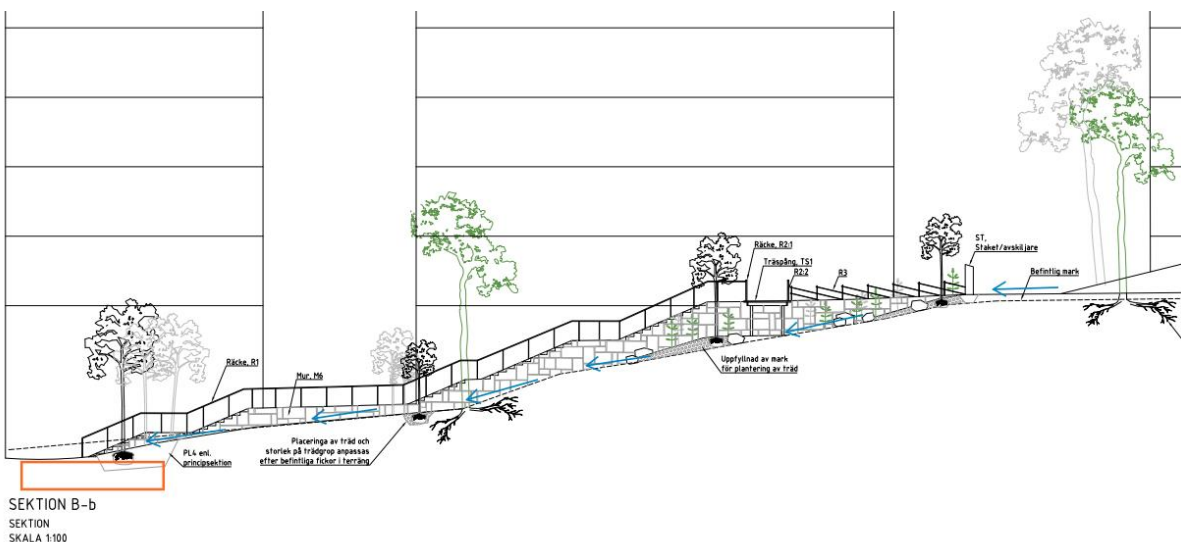 ST,
Staket/avskiljare
Räcke, R2:1
Träspång, TS1
R2:2
R3
Befintlig mark
Räcke, R1
Mur, M6
Uppfyllnad av mark
för plantering av träd
PL4 enl.
principsektion
Placeringa av träd och
storlek på trädgrop anpassas
efter befintliga fickor i terräng
SEKTION B-b
SEKTION
SKALA 1:100